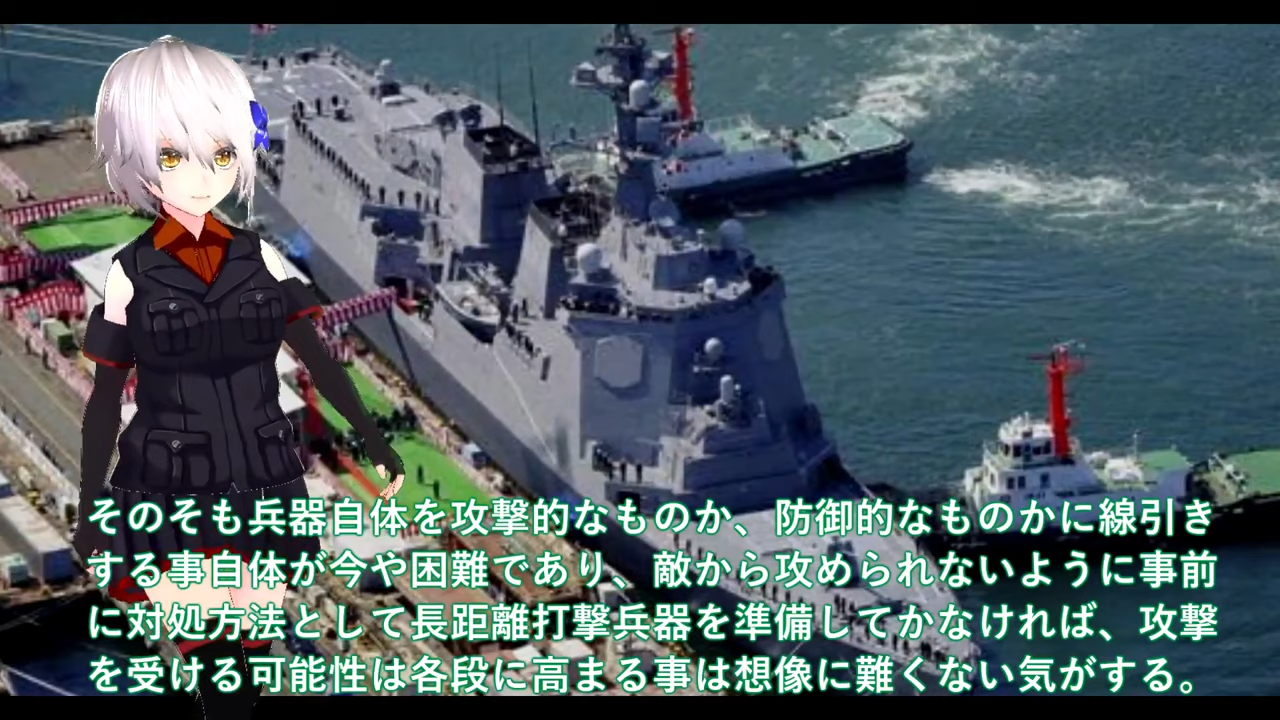 そのそも兵器自体を攻撃的なものか、防御的なものかに線引き
する事自体が今や困難であり、敵から攻められないように事前
に対処方法として長距離打撃兵器を準備してかなければ、攻撃
を受ける可能性は各段に高まる事は想像に難くない気がする。